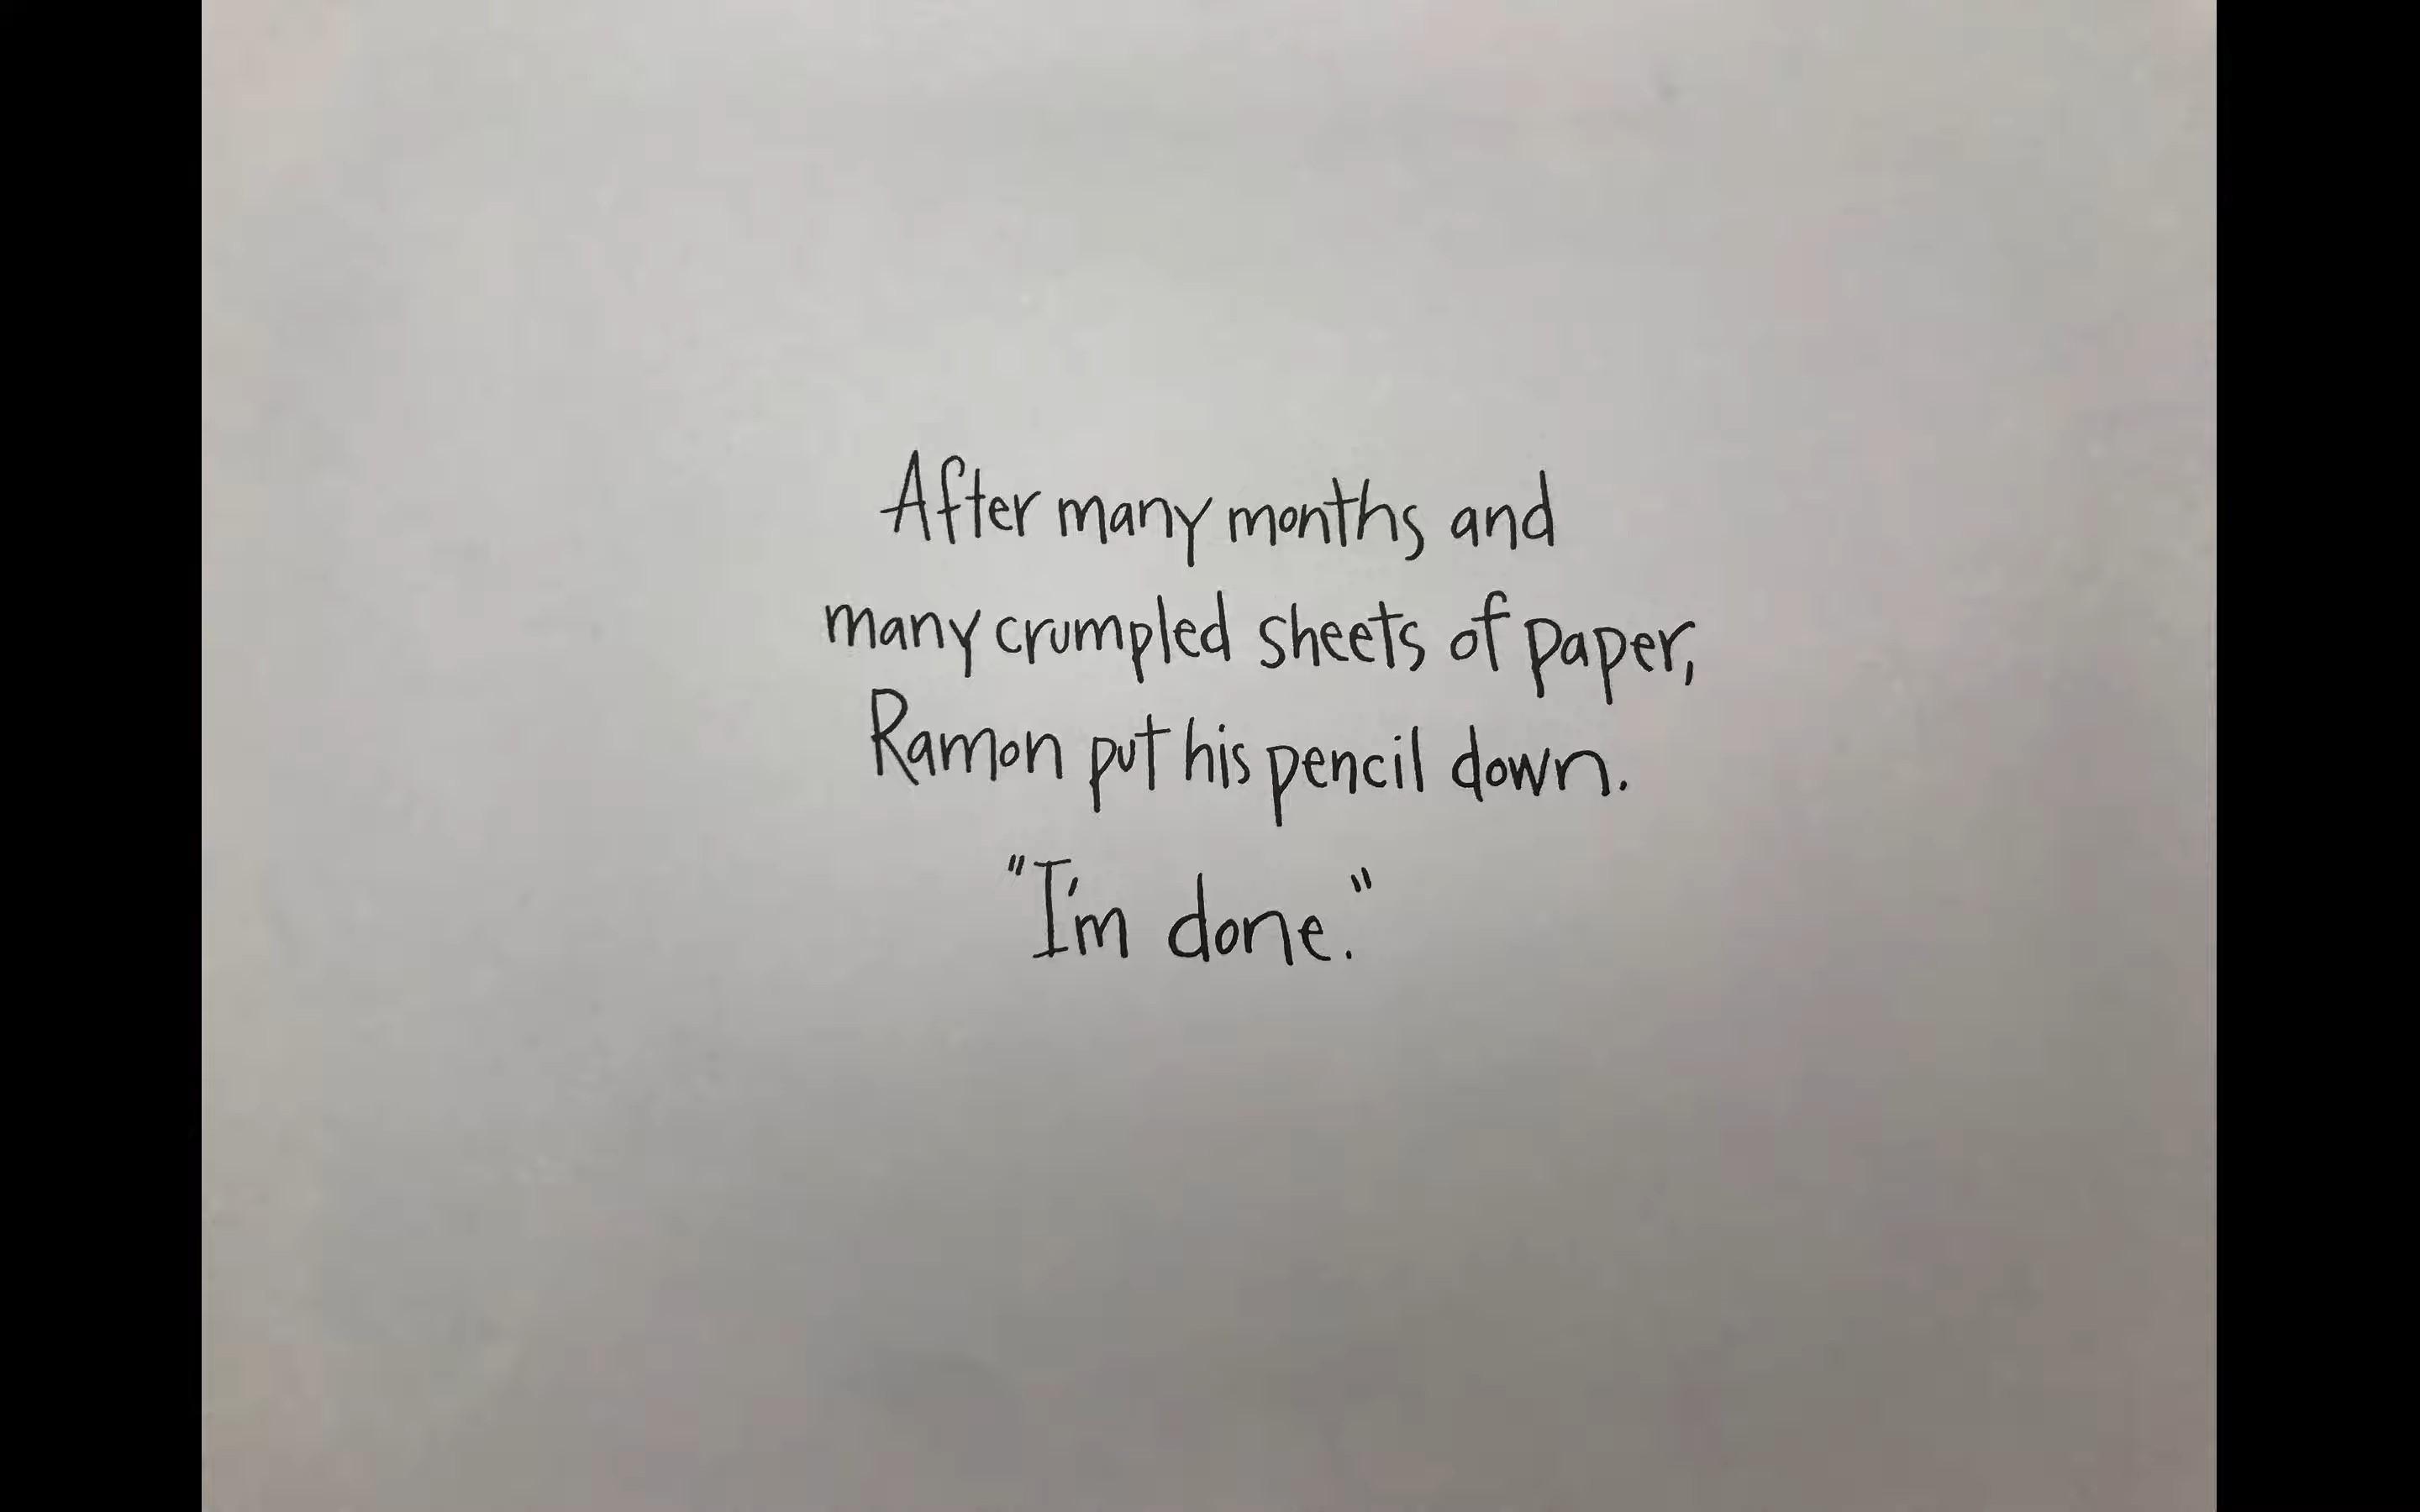 After many months and
many crumpled sheets of paper,
Ramon put his pencil down.
"I'm done."